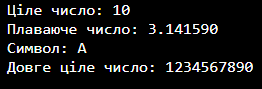 Ціле число: 10
Плаваюче число: 3.141590
Символ: A
Довге ціле число: 1234567890